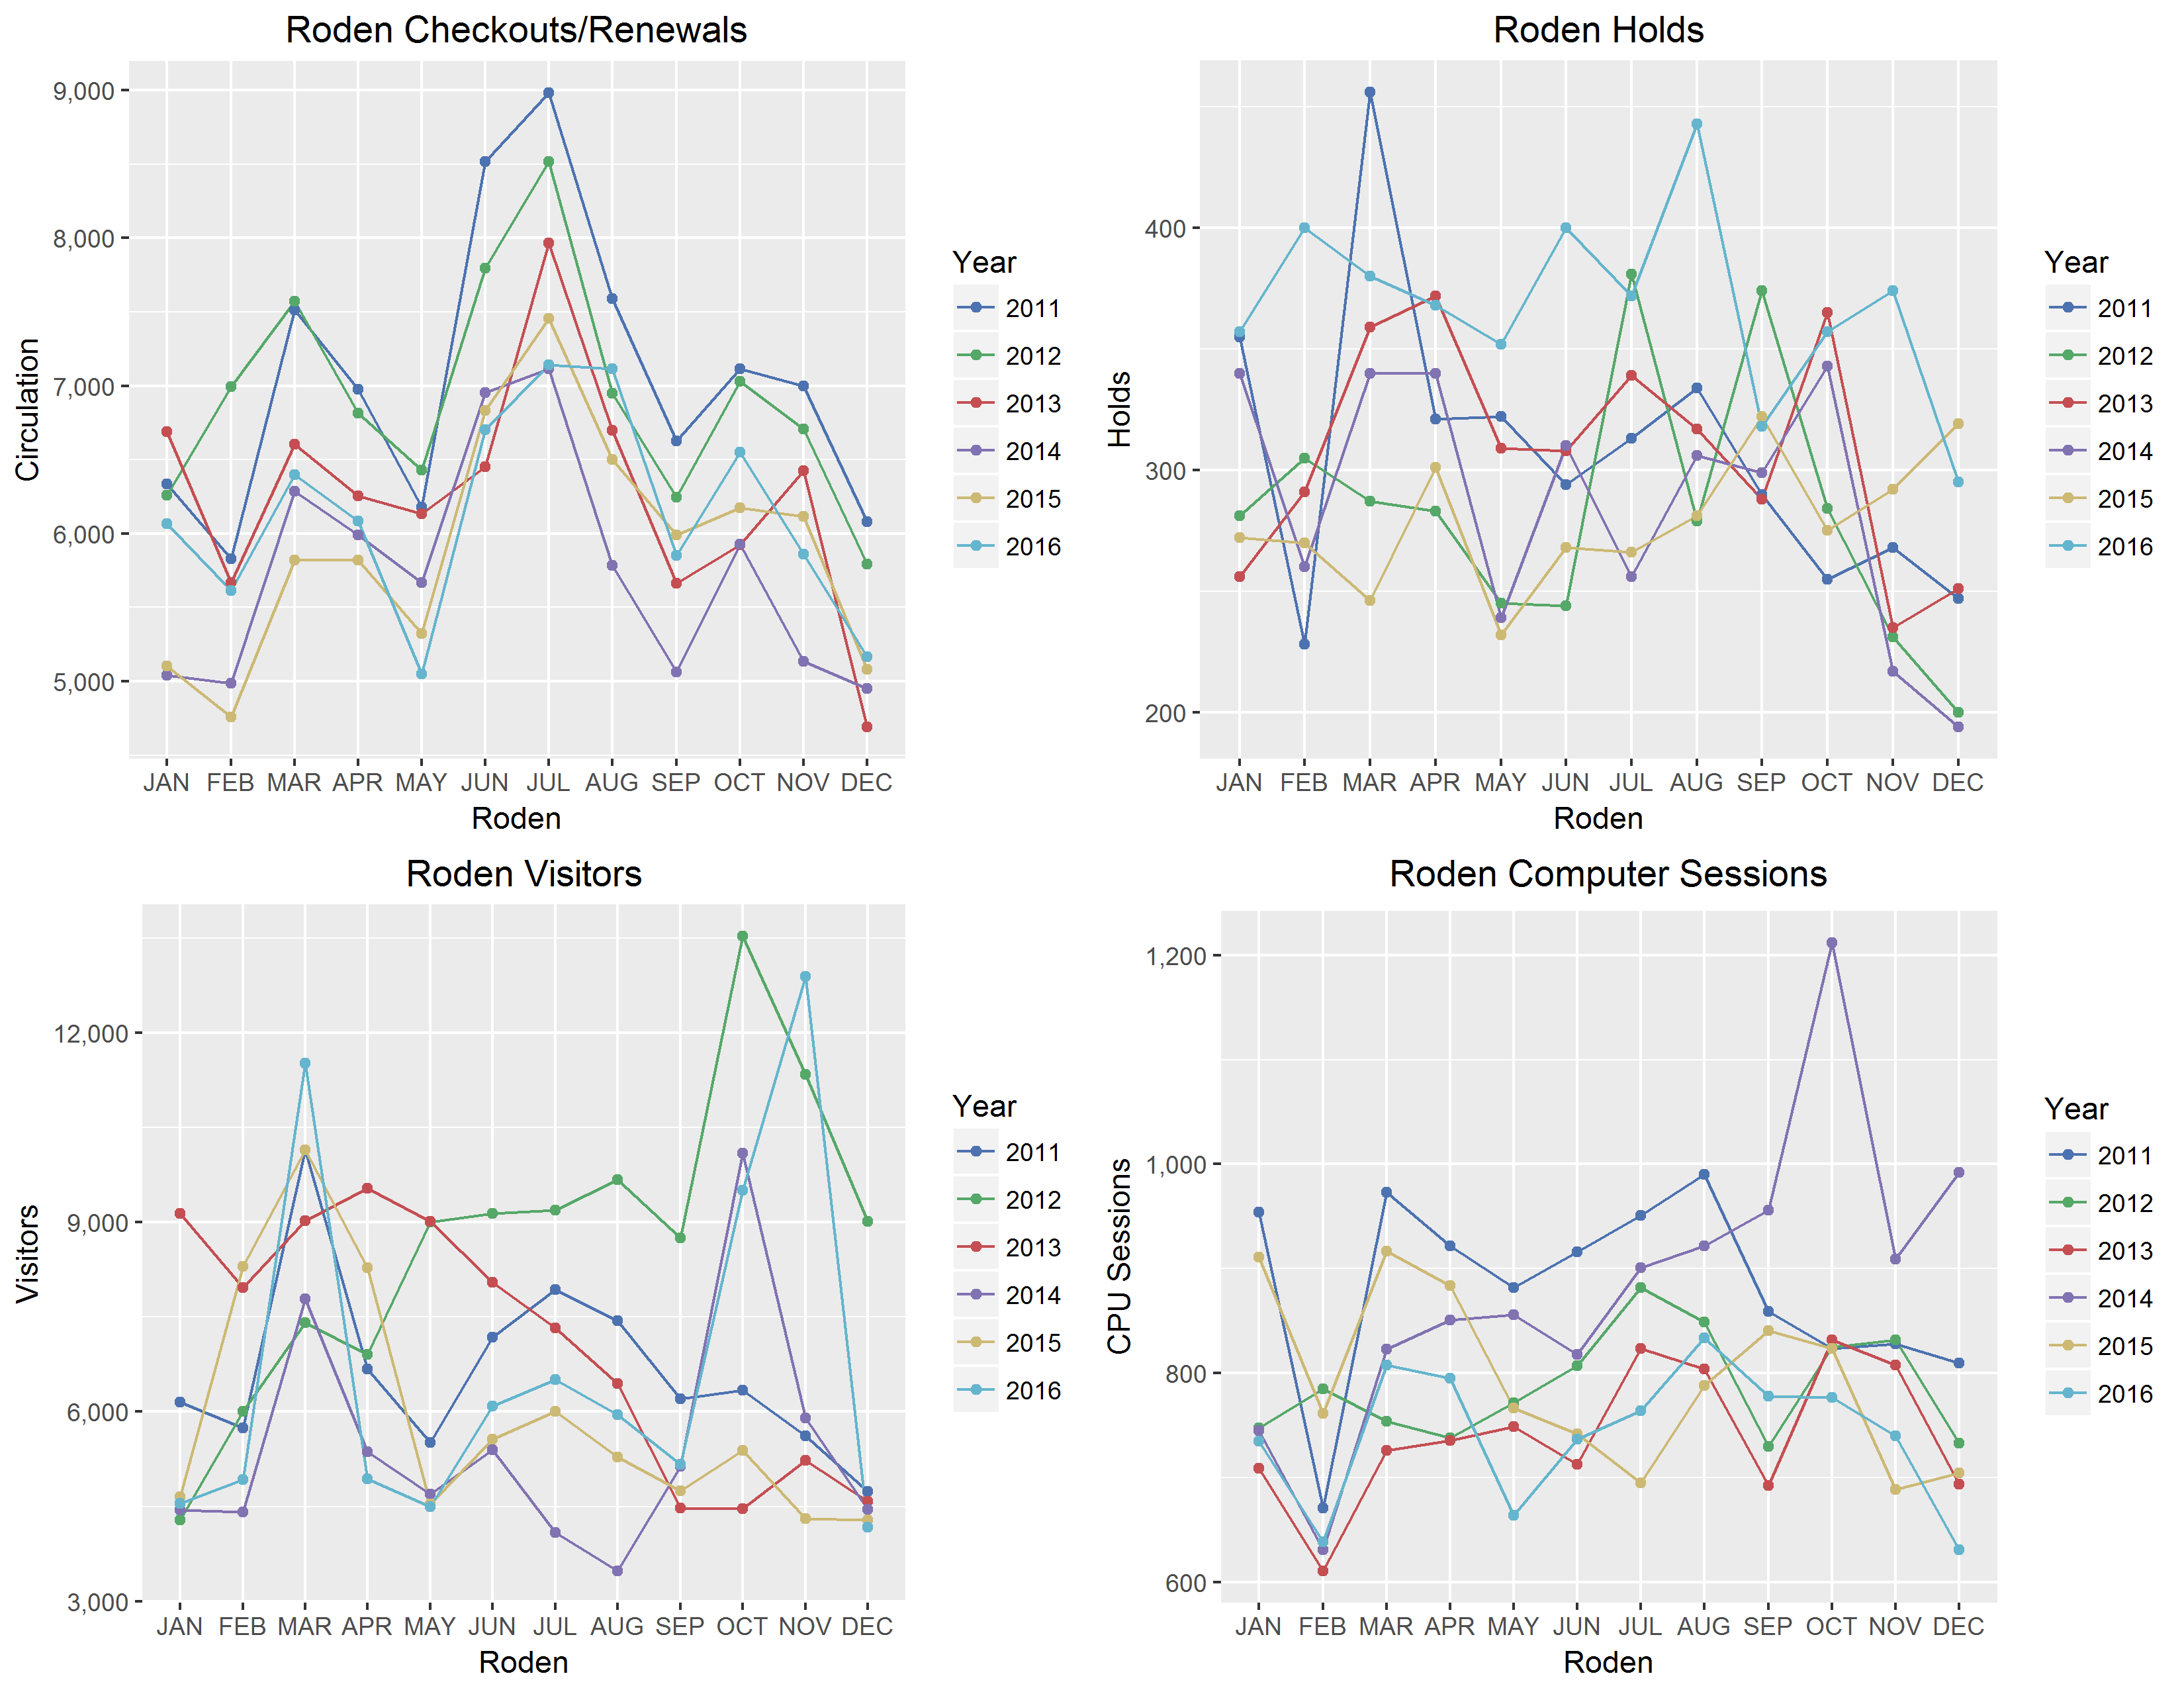 Roden Checkouts/Renewals
9,000
8,000
7,000
6,000
5,000
Circulation
JAN FEB MAR APR MAY JUN JUL AUG SEP OCT NOV DEC
Roden
Year
2011
2012
2013
2014
2015
2016
Roden Holds
400
300
200
Holds
JAN FEB MAR APR MAY JUN JUL AUG SEP OCT NOV DEC
Roden
Year
2011
2012
2013
2014
2015
2016
Roden Visitors
12,000
9,000
6,000
3,000
Visitors
JAN FEB MAR APR MAY JUN JUL AUG SEP OCT NOV DEC
Roden
Year
2011
2012
2013
2014
2015
2016
Roden Computer Sessions
1,200
1,000
800
600
CPU Sessions
JAN FEB MAR APR MAY JUN JUL AUG SEP OCT NOV DEC
Roden
Year
2011
2012
2013
2014
2015
2016